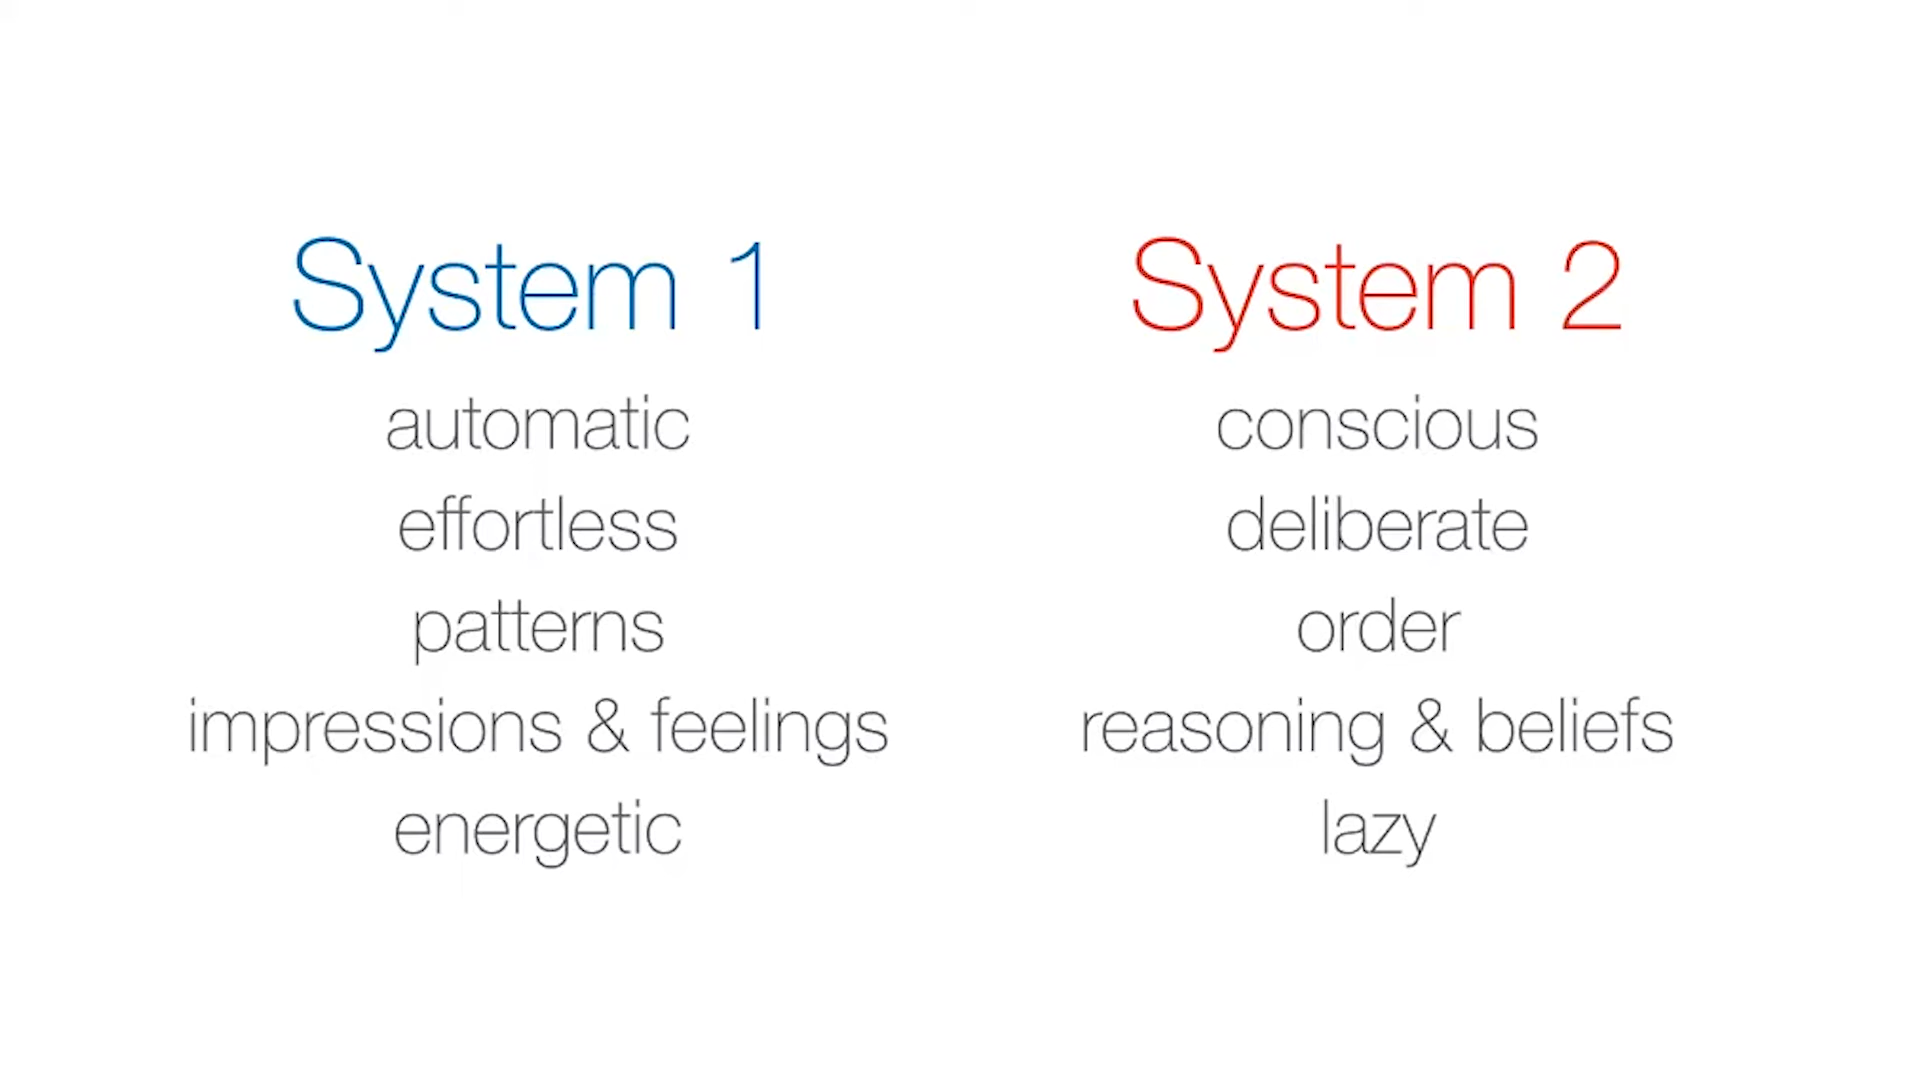 System 1
automatic
effortless
patterns
impressions & feelings
energetic
System 2
conscious
deliberate
order
reasoning & beliefs
lazy